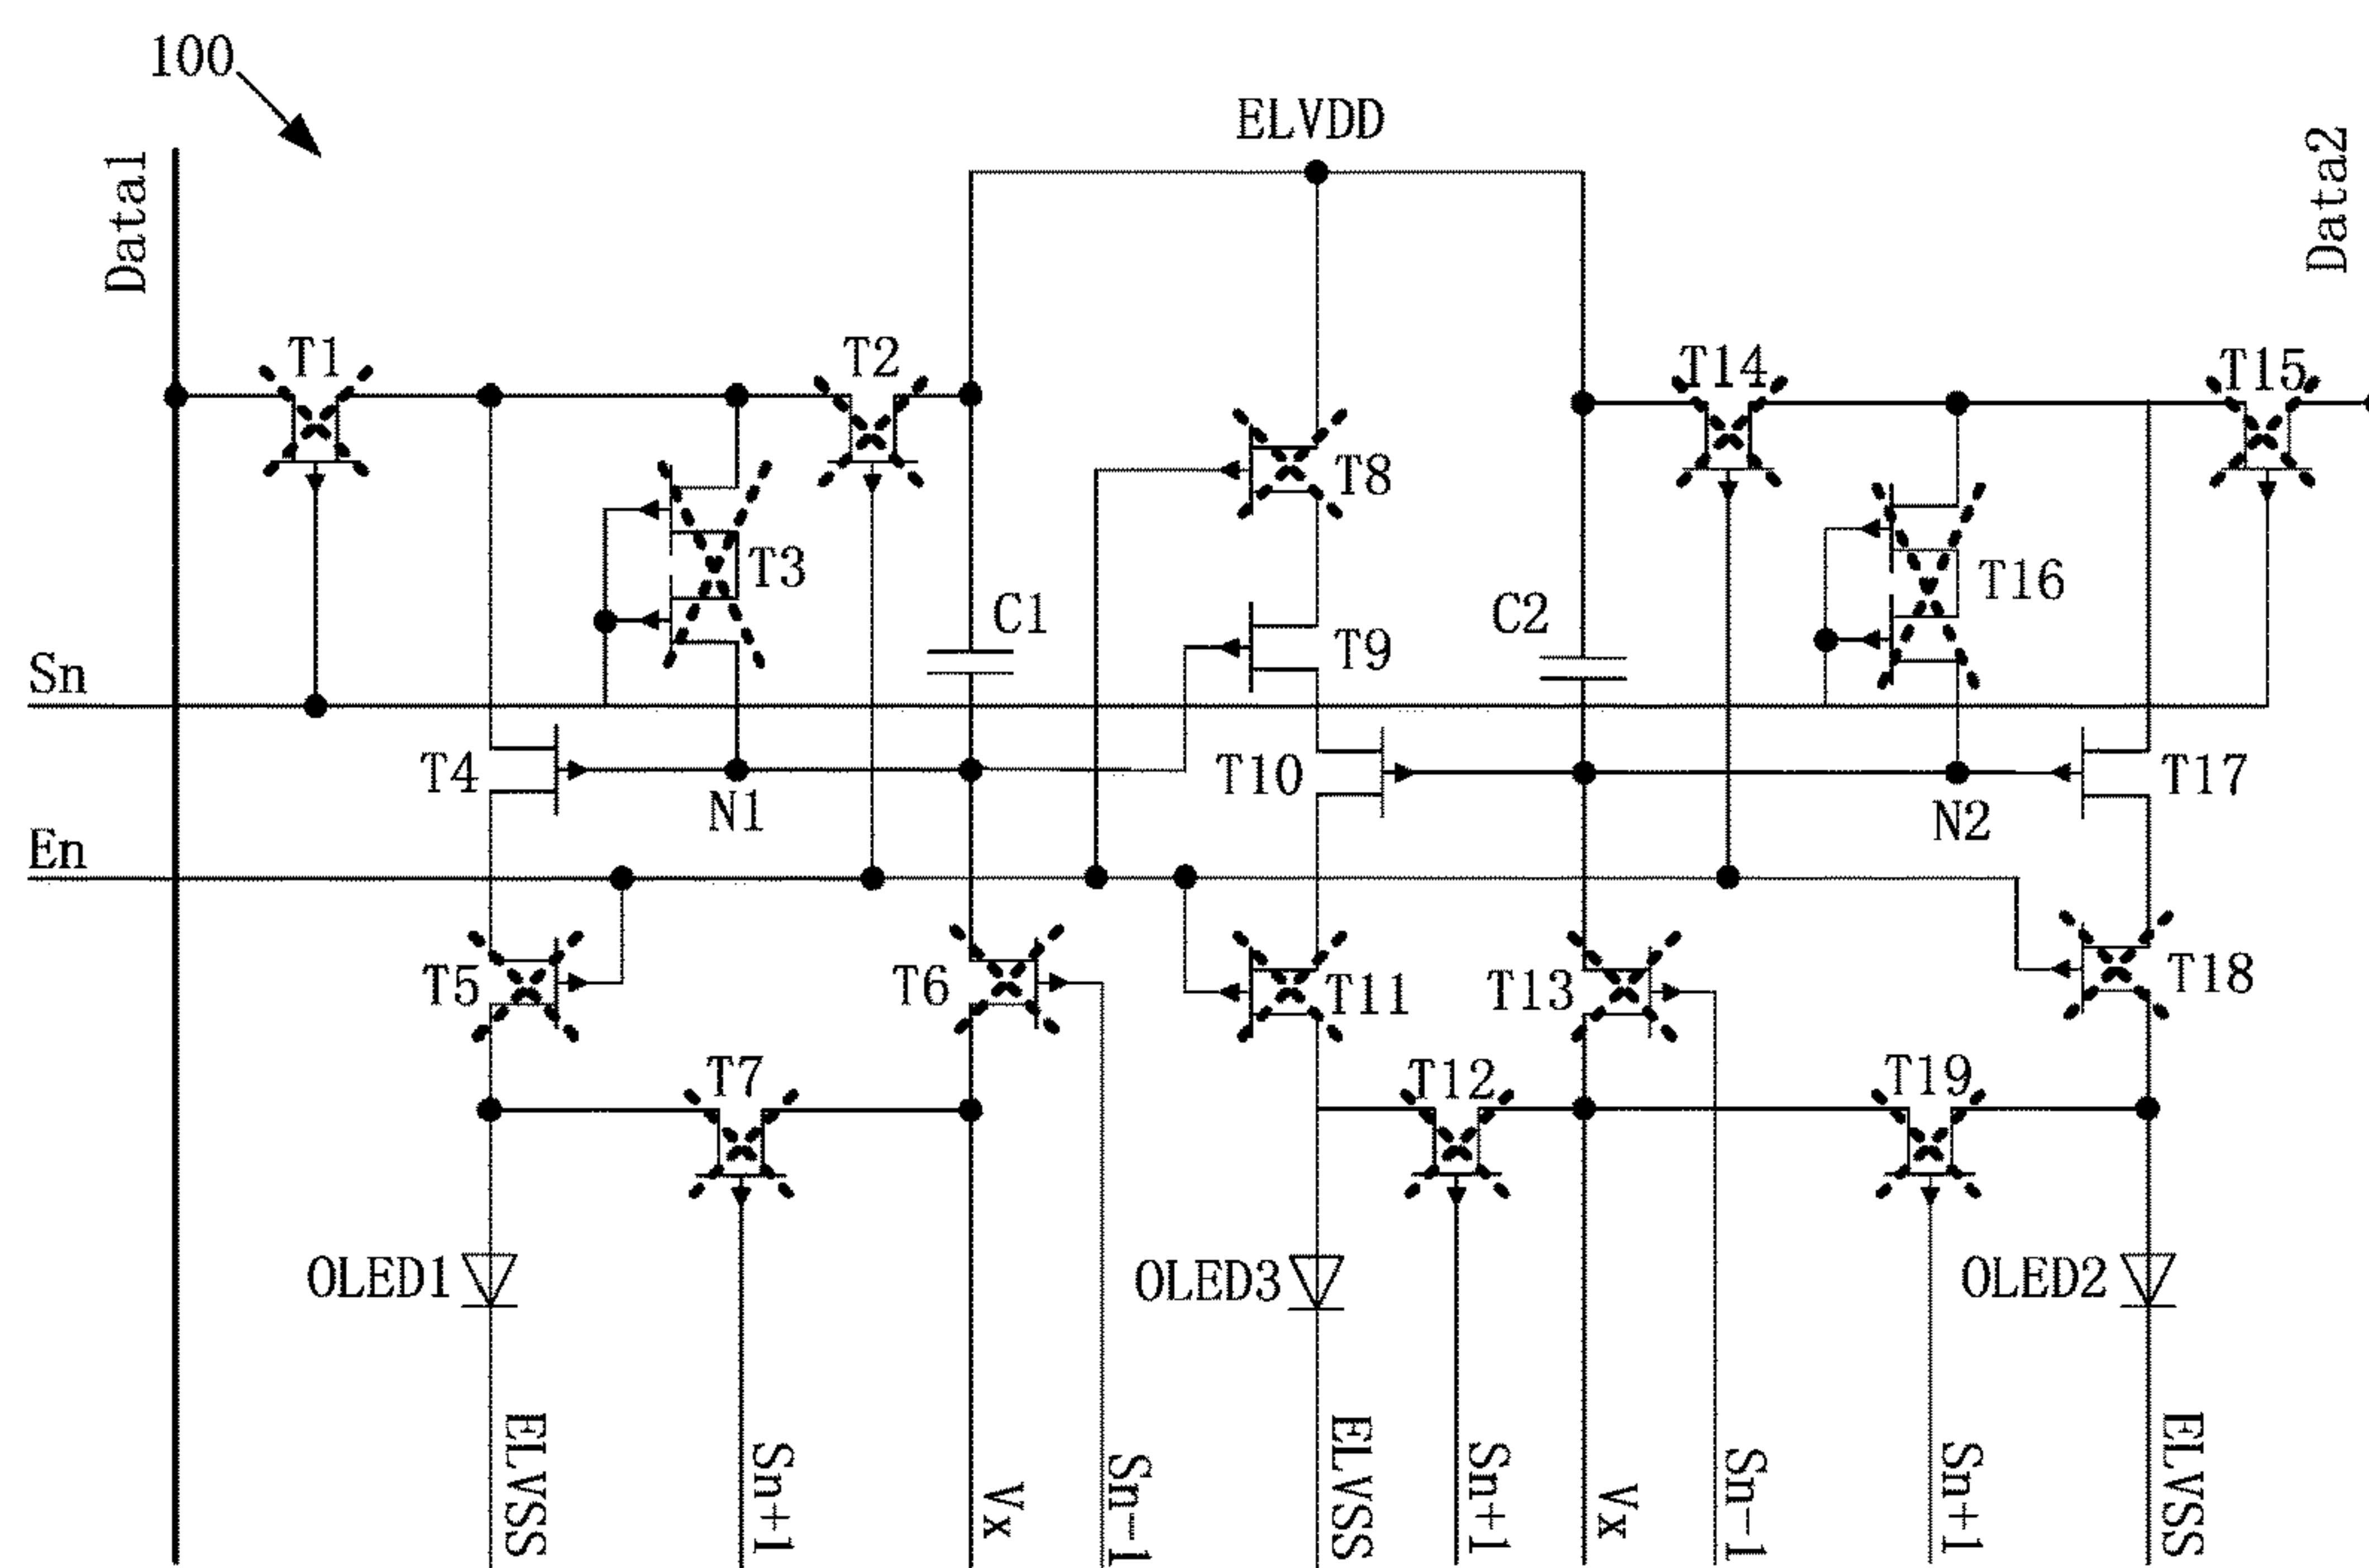 100
ELVDD
Data1
Data2
T1
T2
T14
T15
T8
T3
T16
C1
C2
T9
Sn
T4
T10
T17
N1
N2
En
T5
T6
T11
T13
T18
T7
T12
T19
OLED1
OLED3
OLED2
ELVSS
Sn+1
Vx
Sn-1
ELVSS
Sn+1
Vx
Sn-1
Sn+1
ELVSS